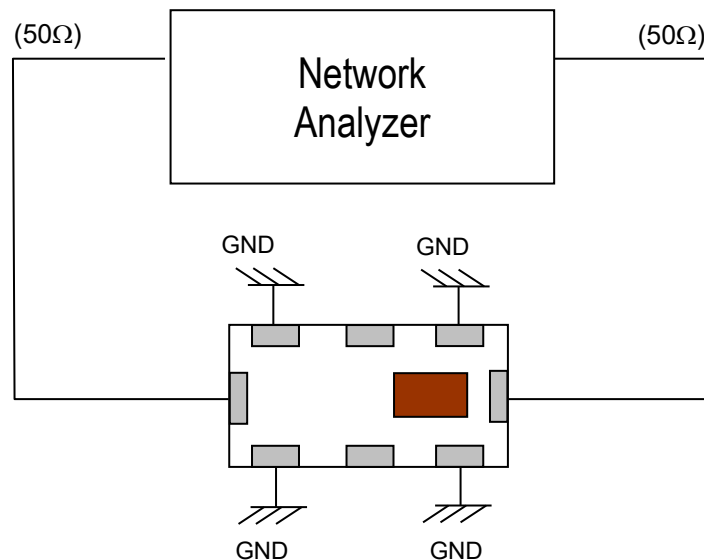 (50Ω)
(50Ω)
Network
Analyzer
GND
GND
GND
GND